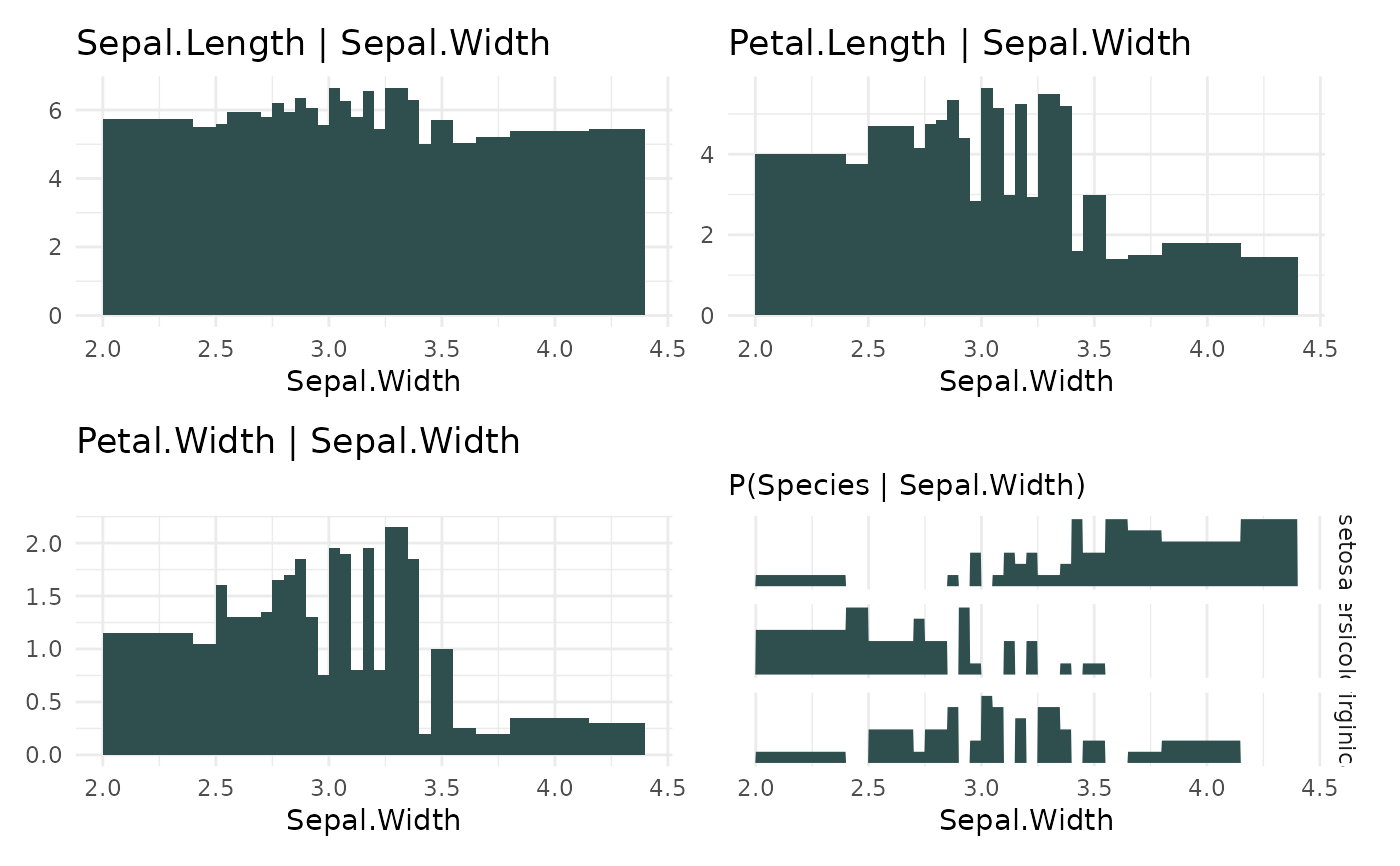 Sepal.Length | Sepal.Width
6
4
2
0
2.0 2.5 3.0 3.5 4.0 4.5
Sepal.Width
Petal.Length | Sepal.Width
4
2
0
2.0 2.5 3.0 3.5 4.0 4.5
Sepal.Width
Petal.Width | Sepal.Width
2.0
1.5
1.0
0.5
0.0
2.0 2.5 3.0 3.5 4.0 4.5
Sepal.Width
P(Species | Sepal.Width)
setosa
ersicol
irginic
2.0 2.5 3.0 3.5 4.0 4.5
Sepal.Width